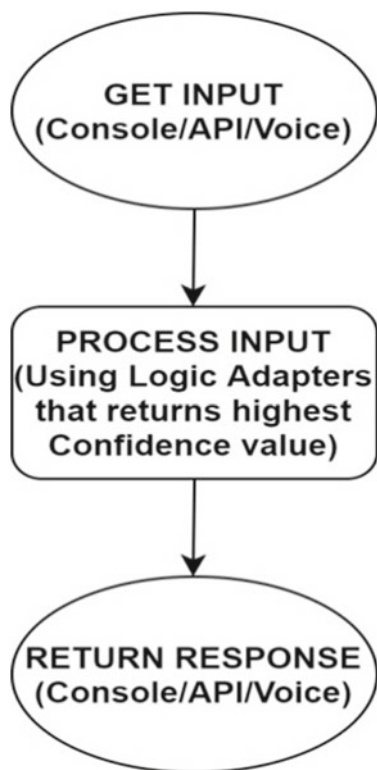 GET INPUT
(Console/API/Voice)
PROCESS INPUT
(Using Logic Adapters
that returns highest
Confidence value)
RETURN RESPONSE
(Console/API/Voice)